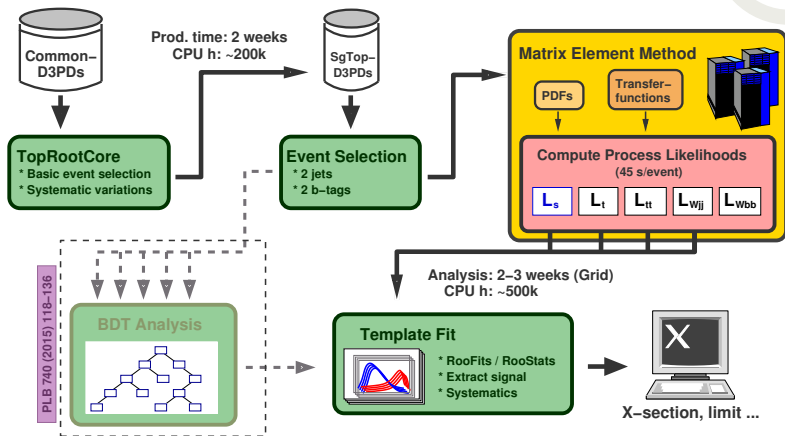 Common–
D3PDs
Prod. time: 2 weeks
CPU h: ~200k
SgTop–
D3PDs
TopRootCore
* Basic event selection
* Systematic variations
Event Selection
* 2 jets
* 2 b–tags
Matrix Element Method
PDFs
Transfer–
functions
Compute Process Likelihoods
(45 s/event)
Ls
Lt
Ltt
LWjj
LWbb
Analysis: 2–3 weeks (Grid)
CPU h: ~500k
PLB 740 (2015) 118–136
BDT Analysis
Template Fit
* RooFits / RooStats
* Extract signal
* Systematics
X
X–section, limit ...